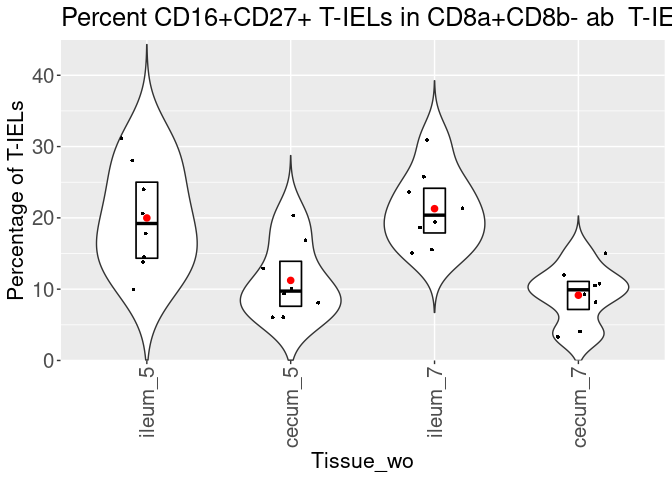 Percent CD16+CD27+ T-IELs in CD8a+CD8b- ab T-IE
Percentage of T-IELs
40
30
20
10
0
ileum_5
cecum_5
ileum_7
cecum_7
Tissue_wo